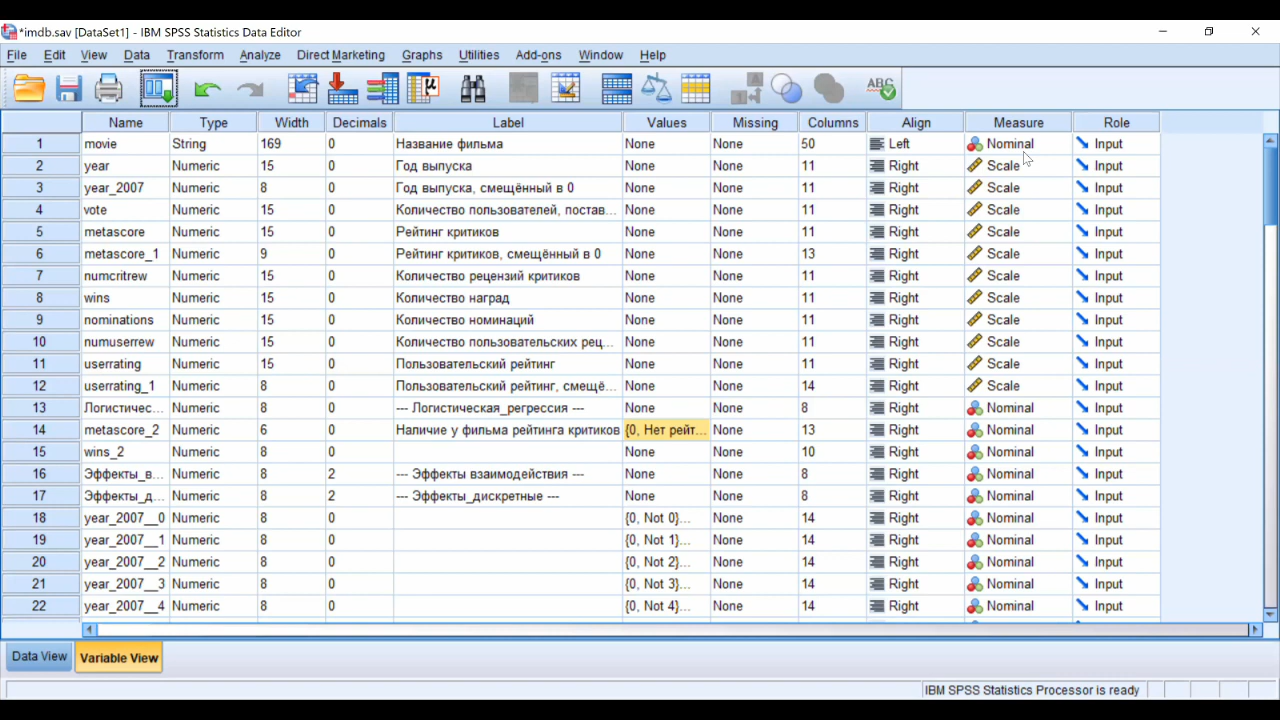 *imdb.sav [DataSet1] - IBM SPSS Statistics Data Editor
File Edit View Data Transform Analyze Direct Marketing Graphs Utilities Add-ons Window Help
Name Type Width Decimals Label Values Missing Columns Align Measure Role
1 movie String 169 0 Название фильма None None 50 Left Nominal Input
2 year Numeric 15 0 Год выпуска None None 11 Right Scale Input
3 year_2007 Numeric 8 0 Год выпуска, смещённый в 0 None None 11 Right Scale Input
4 vote Numeric 15 0 Количество пользователей, постав... None None 11 Right Scale Input
5 metascore Numeric 15 0 Рейтинг критиков None None 11 Right Scale Input
6 metascore_1 Numeric 9 0 Рейтинг критиков, смещённый в 0 None None 13 Right Scale Input
7 numcritrew Numeric 15 0 Количество рецензий критиков None None 11 Right Scale Input
8 wins Numeric 15 0 Количество наград None None 11 Right Scale Input
9 nominations Numeric 15 0 Количество номинаций None None 11 Right Scale Input
10 numuserrew Numeric 15 0 Количество пользовательских рец... None None 11 Right Scale Input
11 userrating Numeric 15 0 Пользовательский рейтинг None None 11 Right Scale Input
12 userrating_1 Numeric 8 0 Пользовательский рейтинг, смещё... None None 14 Right Scale Input
13 Логистичес... Numeric 8 0 --- Логистическая_регрессия --- None None 8 Right Nominal Input
14 metascore_2 Numeric 6 0 Наличие у фильма рейтинга критиков {0, Нет рейт... None 13 Right Nominal Input
15 wins_2 Numeric 8 0 None None 10 Right Nominal Input
16 Эффекты_в... Numeric 8 2 --- Эффекты взаимодействия --- None None 8 Right Nominal Input
17 Эффекты_д... Numeric 8 2 --- Эффекты_дискретные --- None None 8 Right Nominal Input
18 year_2007__0 Numeric 8 0 {0, Not 0}... None 14 Right Nominal Input
19 year_2007__1 Numeric 8 0 {0, Not 1}... None 14 Right Nominal Input
20 year_2007__2 Numeric 8 0 {0, Not 2}... None 14 Right Nominal Input
21 year_2007__3 Numeric 8 0 {0, Not 3}... None 14 Right Nominal Input
22 year_2007__4 Numeric 8 0 {0, Not 4}... None 14 Right Nominal Input
Data View Variable View
IBM SPSS Statistics Processor is ready